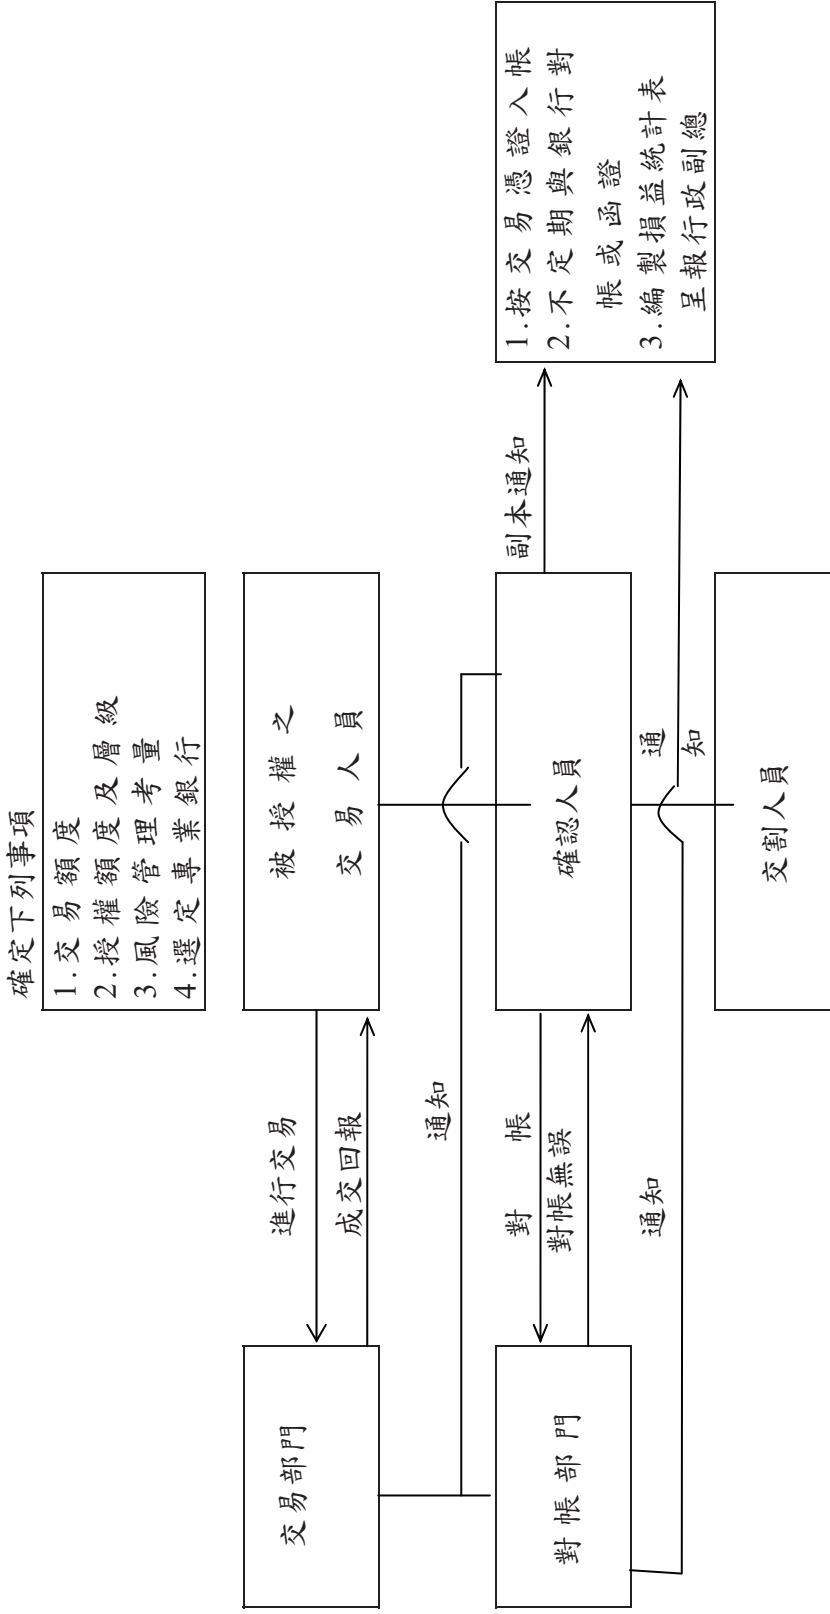 確定下列事項
1.交易額度
2.授權額度及層級
3.風險管理考量
4.選定專業銀行
交易部門
進行交易
成交回報
被授權之
交易人員
通知
對帳部門
對帳
對帳無誤
確認人員
副本通知
1.按交易憑證入帳
2.不定期與銀行對
帳或函證
3.編製損益統計表
呈報行政副總
通知
通
知
交割人員